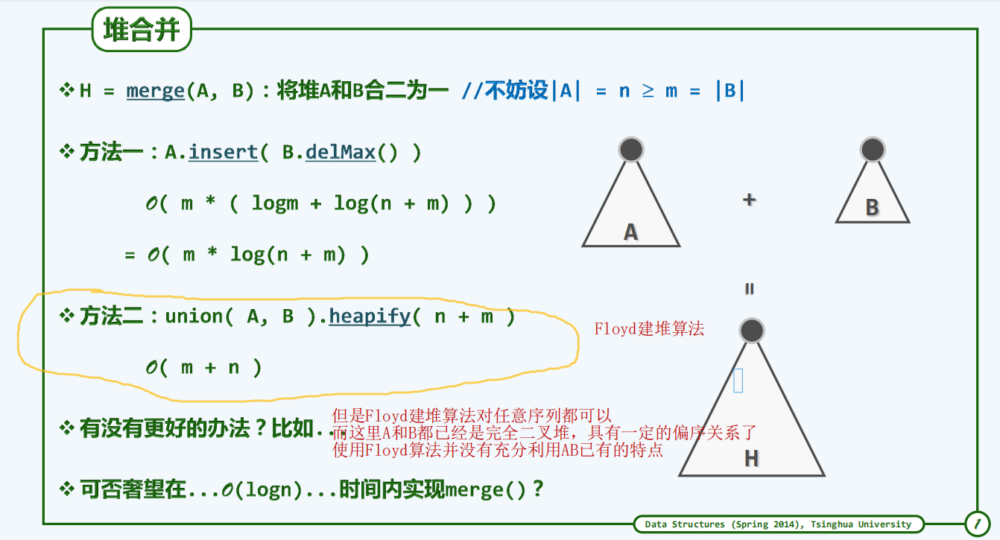 堆合并
❖H = merge(A, B)：将堆A和B合二为一 //不妨设|A| = n ≥ m = |B|
❖方法一：A.insert( B.delMax() )
O( m * ( logm + log(n + m) ) )
= O( m * log(n + m) )
A
+
B
=
❖方法二：union( A, B ).heapify( n + m )
Floyd建堆算法
O( m + n )
但是Floyd建堆算法对任意序列都可以
❖有没有更好的办法？比如...
而这里A和B都已经是完全二叉堆，具有一定的偏序关系了
使用Floyd算法并没有充分利用AB已有的特点
H
❖可否奢望在...O(logn)...时间内实现merge()？
Data Structures (Spring 2014), Tsinghua University
1